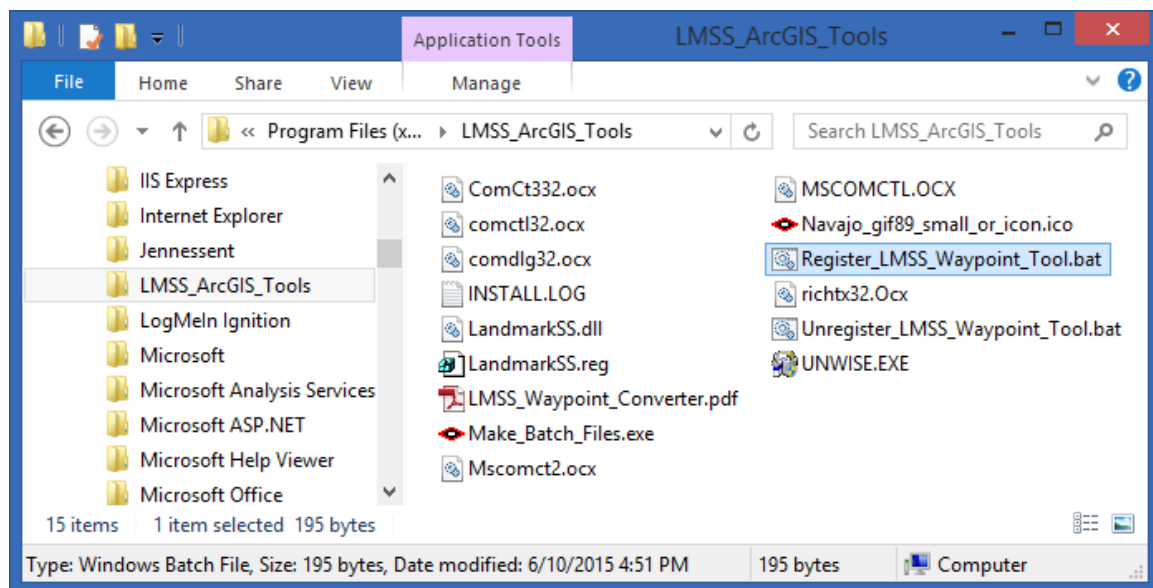 Application Tools
LMSS_ArcGIS_Tools
File Home Share View Manage
« Program Files (x... LMSS_ArcGIS_Tools
Search LMSS_ArcGIS_Tools
IIS Express
Internet Explorer
Jennessent
LMSS_ArcGIS_Tools
LogMeIn Ignition
Microsoft
Microsoft Analysis Services
Microsoft ASP.NET
Microsoft Help Viewer
Microsoft Office
ComCt332.ocx
comctl32.ocx
comdlg32.ocx
INSTALL.LOG
LandmarkSS.dll
LandmarkSS.reg
LMSS_Waypoint_Converter.pdf
Make_Batch_Files.exe
Mscomct2.ocx
MSCOMCTL.OCX
Navajo_gif89_small_or_icon.ico
Register_LMSS_Waypoint_Tool.bat
richtx32.Ocx
Unregister_LMSS_Waypoint_Tool.bat
UNWISE.EXE
15 items 1 item selected 195 bytes
Type: Windows Batch File, Size: 195 bytes, Date modified: 6/10/2015 4:51 PM 195 bytes Computer